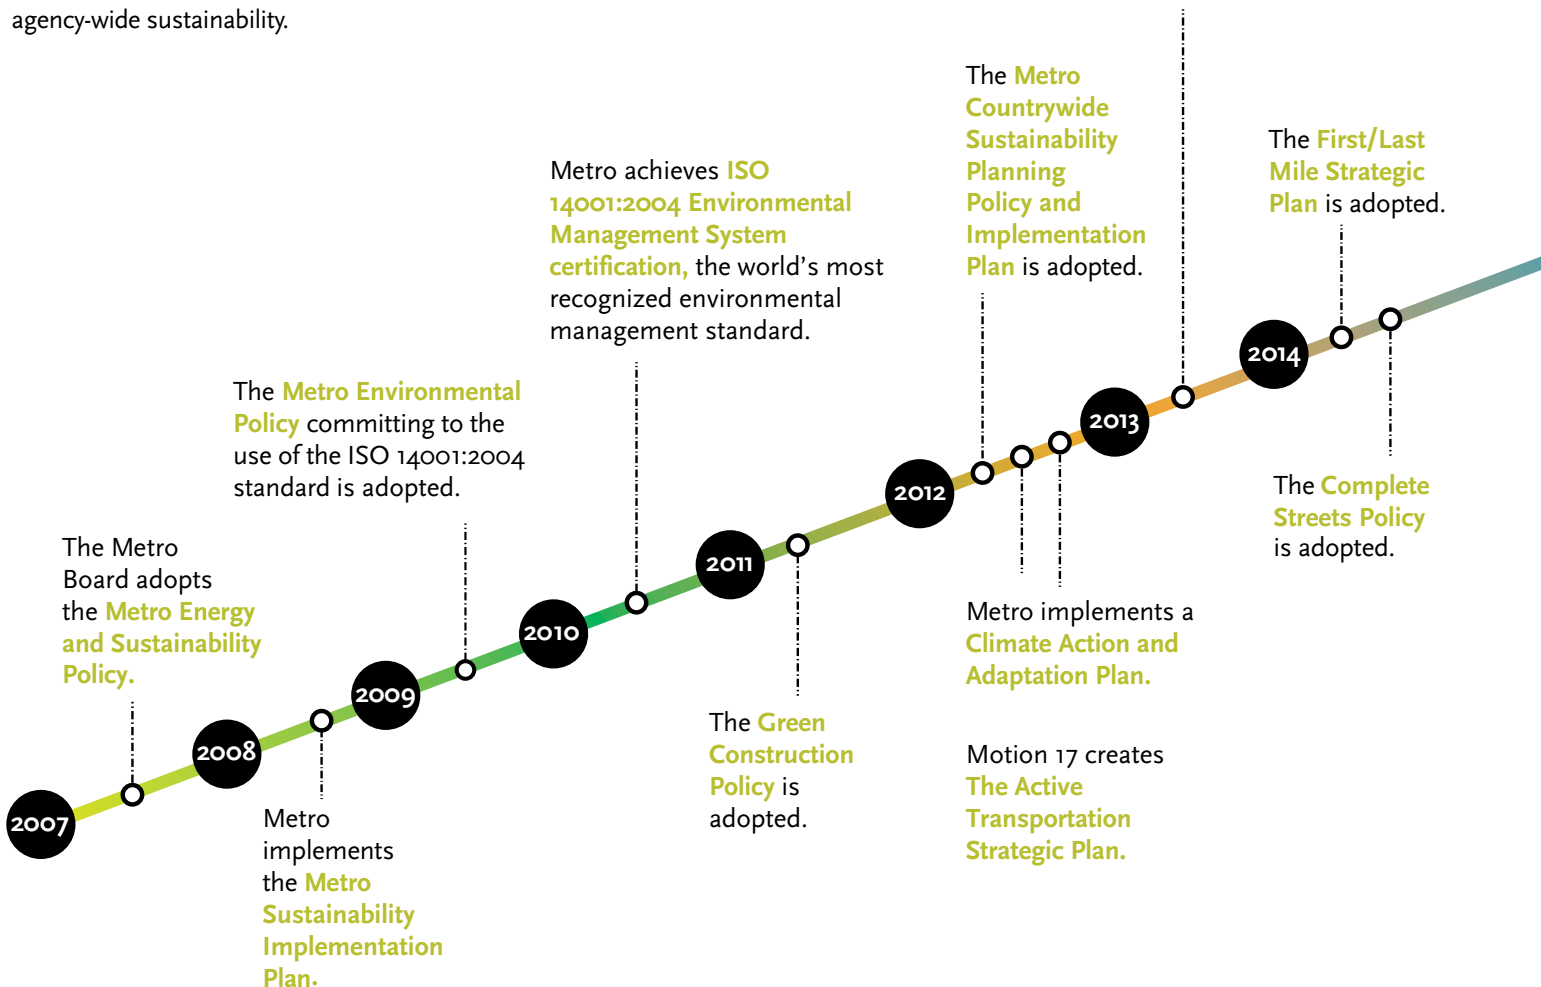 agency-wide sustainability.
The Metro
Countrywide
Sustainability
Planning
Policy and
Implementation
Plan is adopted.
The First/Last
Mile Strategic
Plan is adopted.
Metro achieves ISO
14001:2004 Environmental
Management System
certification, the world's most
recognized environmental
management standard.
The Metro Environmental
Policy committing to the
use of the ISO 14001:2004
standard is adopted.
The Metro
Board adopts
the Metro Energy
and Sustainability
Policy.
2007
2008
2009
2010
2011
2012
2013
2014
The Complete
Streets Policy
is adopted.
Metro implements a
Climate Action and
Adaptation Plan.
Motion 17 creates
The Active
Transportation
Strategic Plan.
The Green
Construction
Policy is
adopted.
Metro
implements
the Metro
Sustainability
Implementation
Plan.